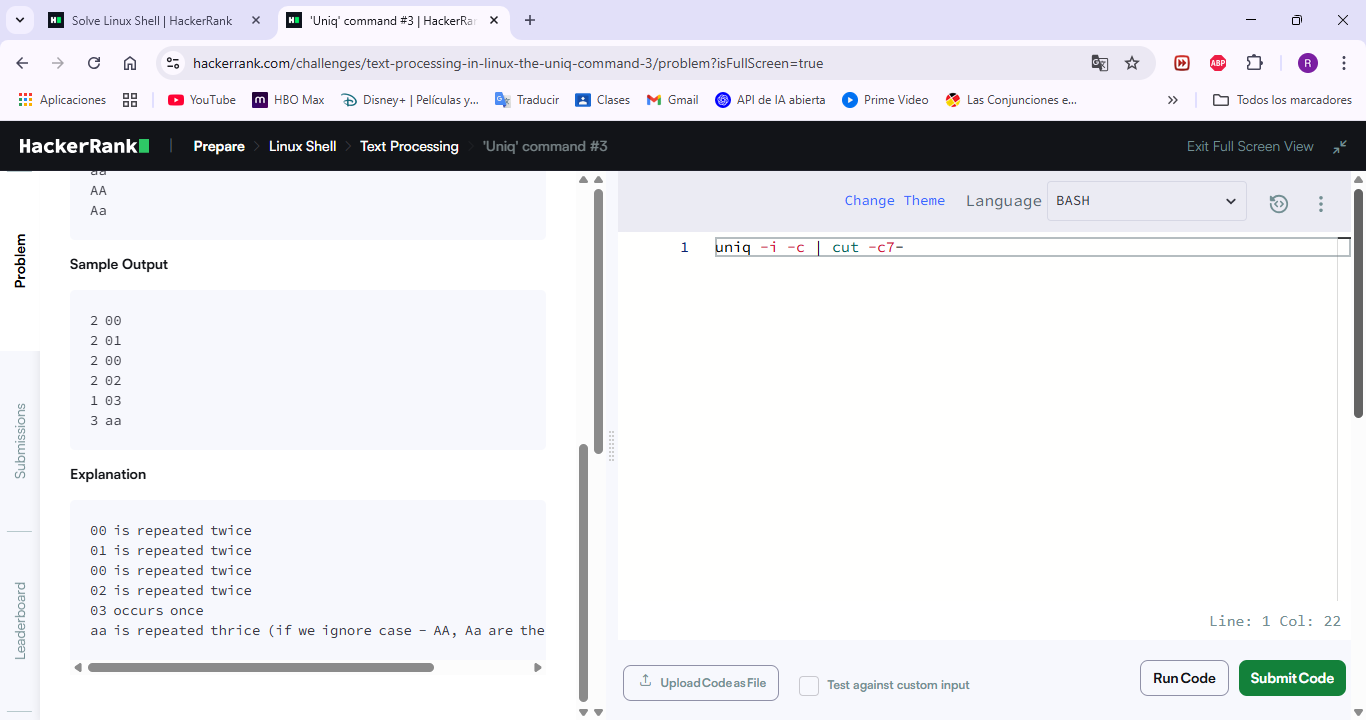 Solve Linux Shell | HackerRank
'Uniq' command #3 | HackerRa
hackerrank.com/challenges/text-processing-in-linux-the-uniq-command-3/problem?isFullScreen=true
ABP
R
Aplicaciones
YouTube
HBO Max
Disney+ | Películas y...
Traducir
Clases
Gmail
API de IA abierta
Prime Video
Las Conjunciones e...
Todos los marcadores
HackerRank
Prepare
Linux Shell
Text Processing
'Uniq' command #3
Exit Full Screen View
Problem
Submissions
Leaderboard
aa
AA
Aa
Sample Output
2 00
2 01
2 00
2 02
1 03
3 aa
Explanation
00 is repeated twice
01 is repeated twice
00 is repeated twice
02 is repeated twice
03 occurs once
aa is repeated thrice (if we ignore case - AA, Aa are the
Change Theme
Language
BASH
1 uniq -i -c | cut -c7-
Line: 1 Col: 22
Upload Code as File
Test against custom input
Run Code
Submit Code